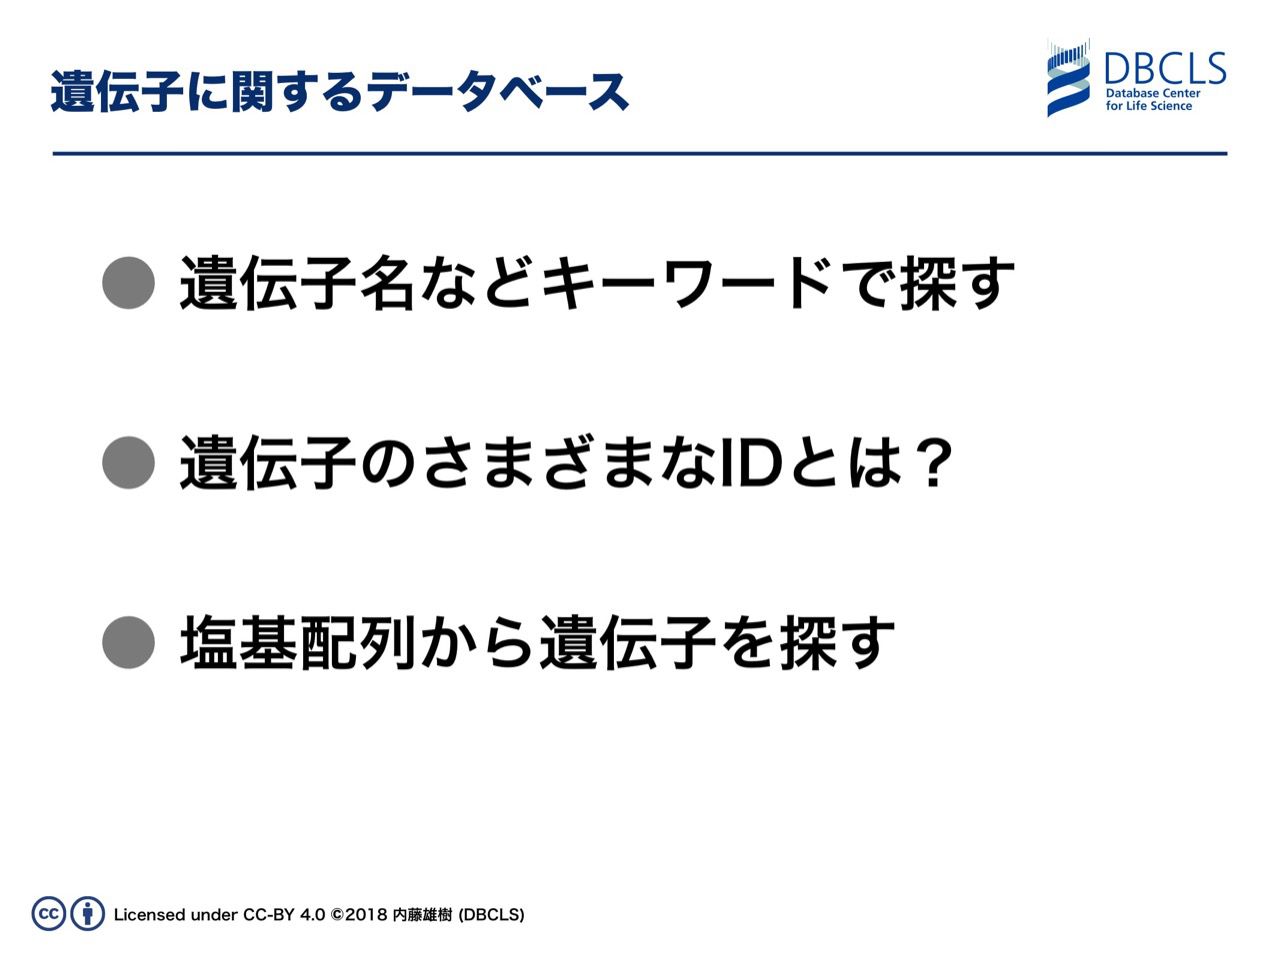 遺伝子に関するデータベース
DBCLS
Database Center
for Life Science
● 遺伝子名などキーワードで探す
● 遺伝子のさまざまなIDとは？
● 塩基配列から遺伝子を探す
cc Licensed under CC-BY 4.0 ©2018 内藤雄樹 (DBCLS)